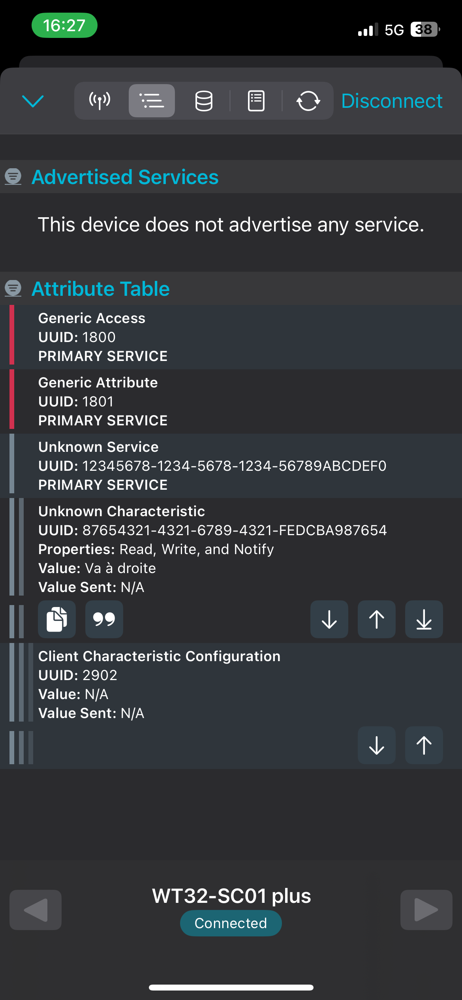 16:27
5G 38
Disconnect
Advertised Services
This device does not advertise any service.
Attribute Table
Generic Access
UUID: 1800
PRIMARY SERVICE
Generic Attribute
UUID: 1801
PRIMARY SERVICE
Unknown Service
UUID: 12345678-1234-5678-1234-56789ABCDEF0
PRIMARY SERVICE
Unknown Characteristic
UUID: 87654321-4321-6789-4321-FEDCBA987654
Properties: Read, Write, and Notify
Value: Va à droite
Value Sent: N/A
Client Characteristic Configuration
UUID: 2902
Value: N/A
Value Sent: N/A
WT32-SC01 plus
Connected